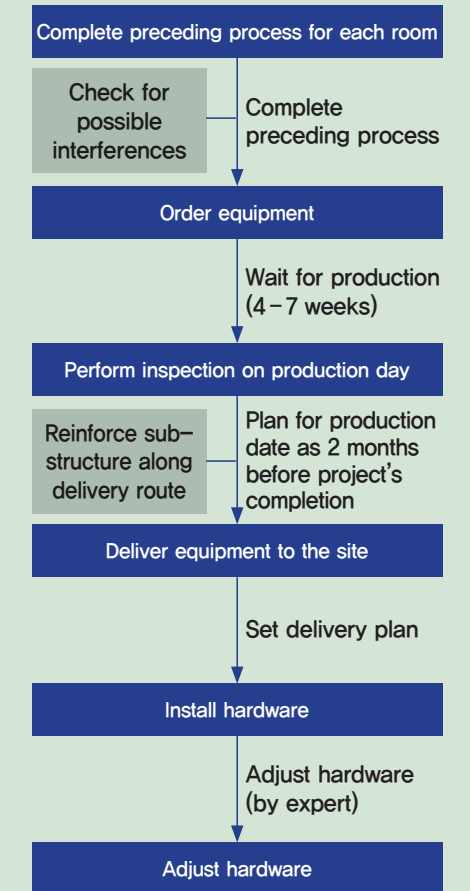 Complete preceding process for each room
Check for
possible
interferences
Complete
preceding process
Order equipment
Wait for production
(4–7 weeks)
Perform inspection on production day
Reinforce sub–
structure along
delivery route
Plan for production
date as 2 months
before project's
completion
Deliver equipment to the site
Set delivery plan
Install hardware
Adjust hardware
(by expert)
Adjust hardware